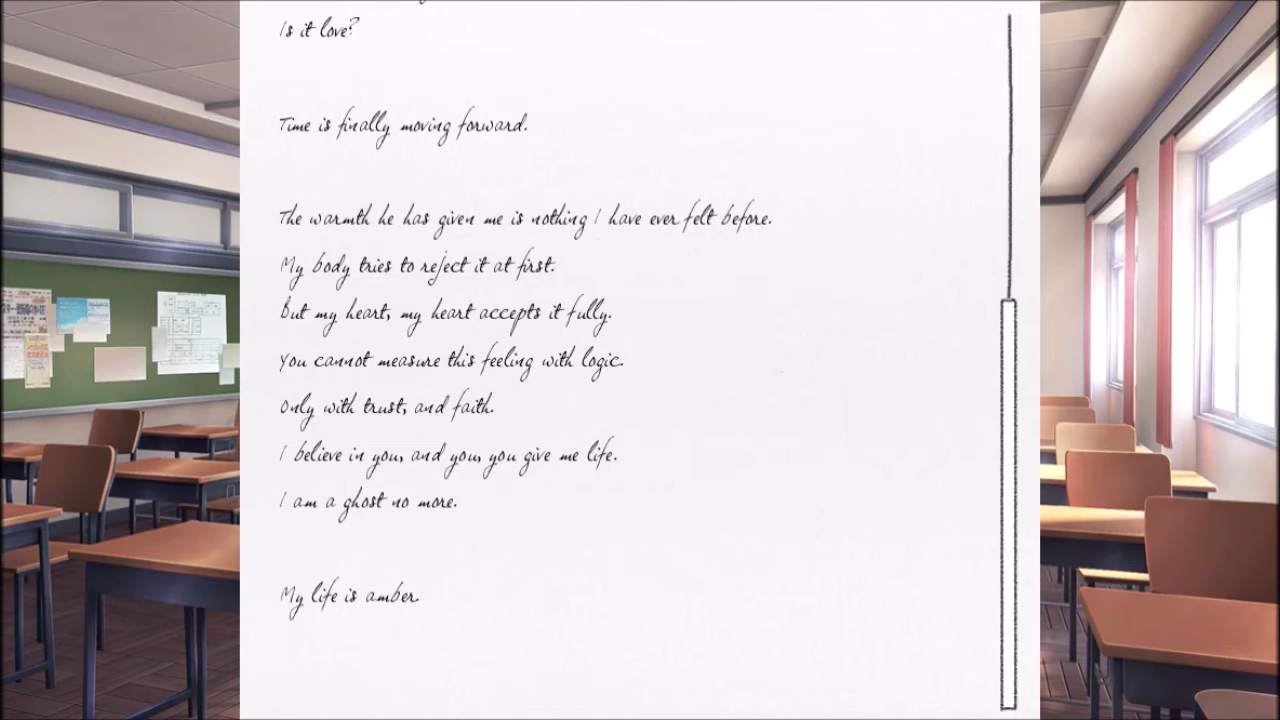 Is it love?
Time is finally moving forward.
The warmth he has given me is nothing I have ever felt before.
My body tries to reject it at first.
But my heart, my heart accepts it fully.
You cannot measure this feeling with logic.
Only with trust, and faith.
I believe in you, and you, you give me life.
I am a ghost no more.
My life is amber.